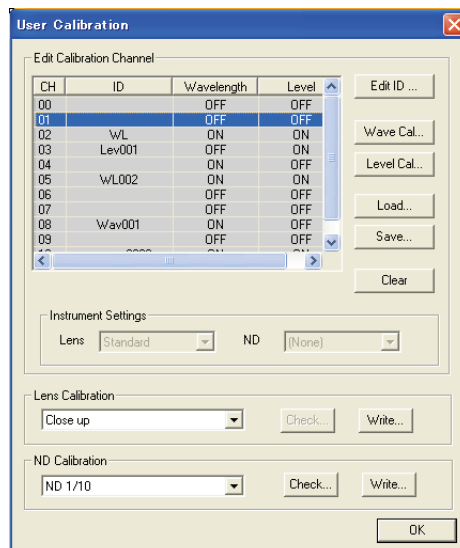 User Calibration
Edit Calibration Channel
CH ID Wavelength Level
00 OFF OFF
01 OFF OFF
02 WL ON ON
03 Lev001 OFF ON
04 ON OFF
05 WL002 ON ON
06 OFF OFF
07 OFF OFF
08 Wav001 ON OFF
09 OFF OFF
Edit ID ...
Wave Cal...
Level Cal...
Load...
Save...
Clear
Instrument Settings
Lens Standard ND (None)
Lens Calibration
Close up Check... Write...
ND Calibration
ND 1/10 Check... Write...
OK